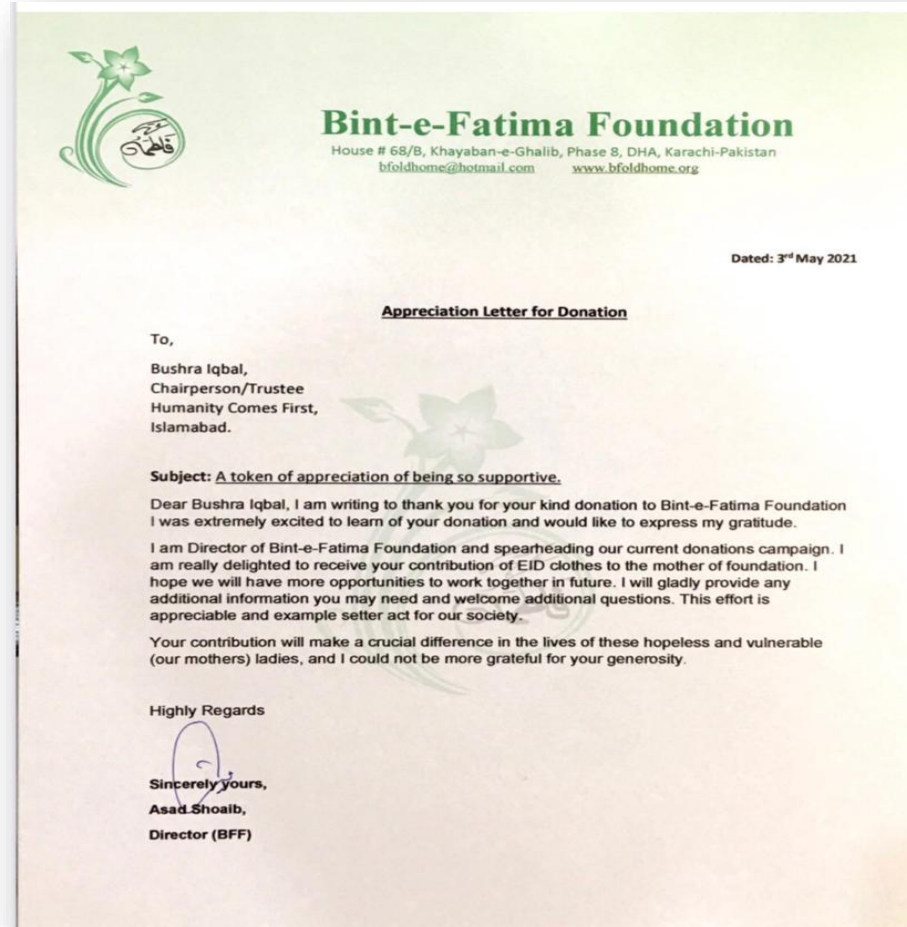 Bint-e-Fatima Foundation
House # 68/B, Khayaban-e-Ghalib, Phase 8, DHA, Karachi-Pakistan
bfoldhome@hotmail.com www.bfoldhome.org
Dated: 3rd May 2021
Appreciation Letter for Donation
To,
Bushra Iqbal,
Chairperson/Trustee
Humanity Comes First,
Islamabad.
Subject: A token of appreciation of being so supportive.
Dear Bushra Iqbal, I am writing to thank you for your kind donation to Bint-e-Fatima Foundation
I was extremely excited to learn of your donation and would like to express my gratitude.
I am Director of Bint-e-Fatima Foundation and spearheading our current donations campaign. I
am really delighted to receive your contribution of EID clothes to the mother of foundation. I
hope we will have more opportunities to work together in future. I will gladly provide any
additional information you may need and welcome additional questions. This effort is
appreciable and example setter act for our society.
Your contribution will make a crucial difference in the lives of these hopeless and vulnerable
(our mothers) ladies, and I could not be more grateful for your generosity.
Highly Regards
Sincerely yours,
Asad Shoaib,
Director (BFF)